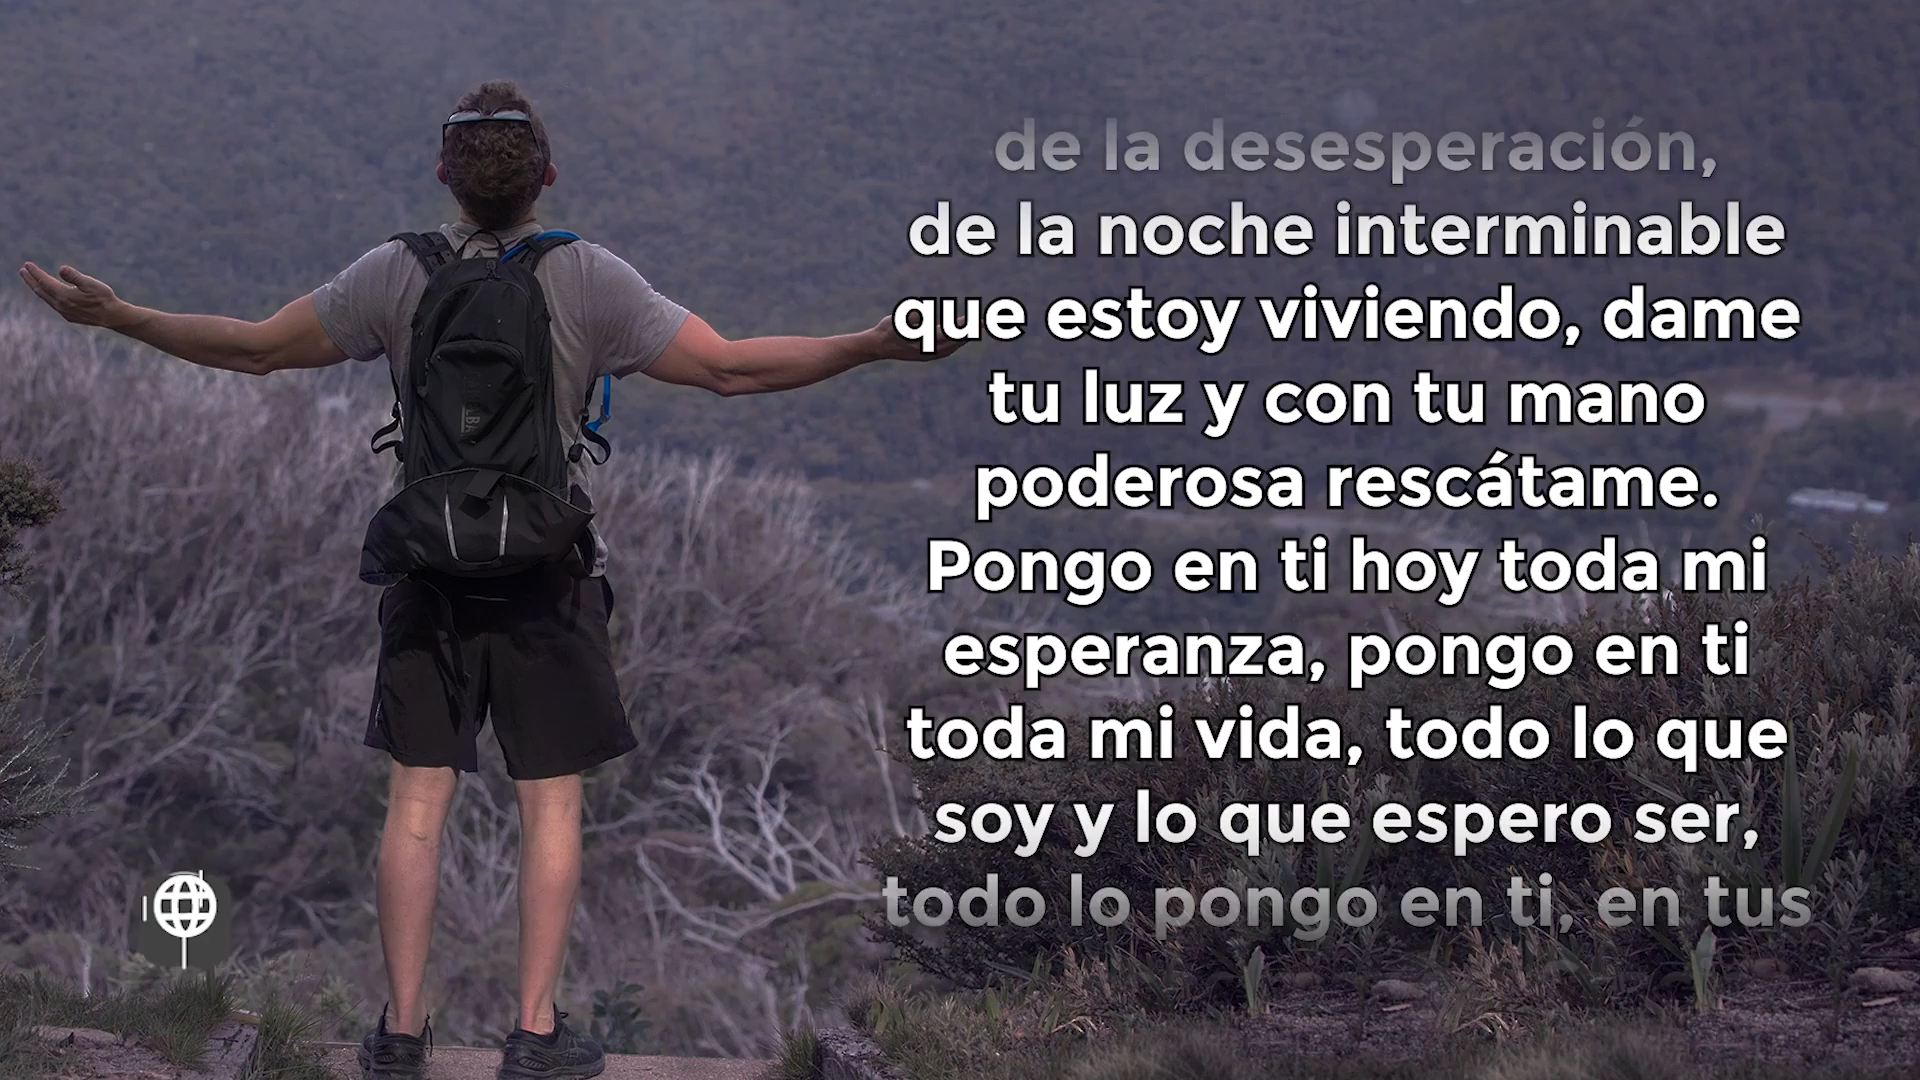 de la desesperación,
de la noche interminable
que estoy viviendo, dame
tu luz y con tu mano
poderosa rescátame.
Pongo en ti hoy toda mi
esperanza, pongo en ti
toda mi vida, todo lo que
soy y lo que espero ser,
todo lo pongo en ti, en tus